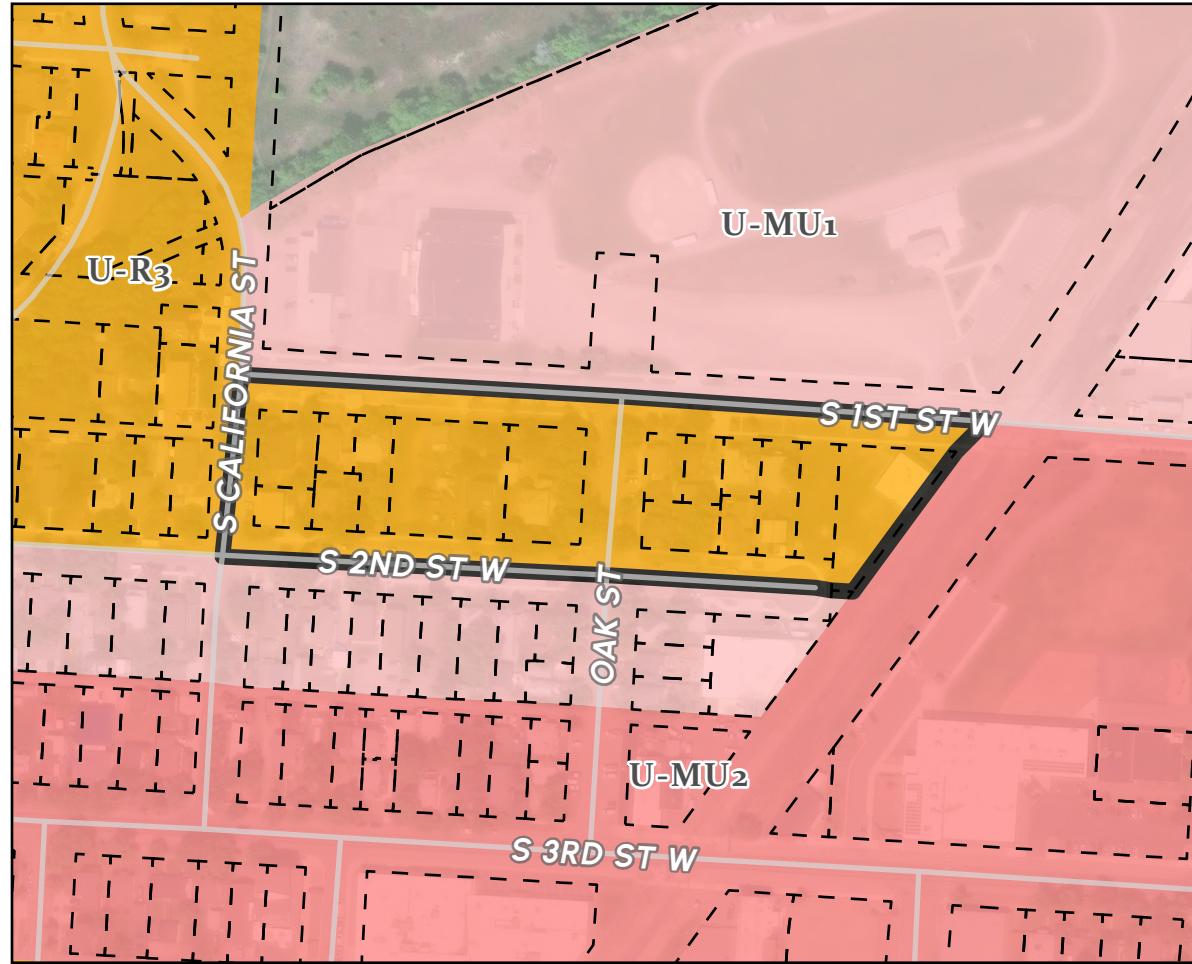 U-MU1
U-R3
S CALIFORNIA ST
S 1ST ST W
S 2ND ST W
OAK ST
U-MU2
S 3RD ST W